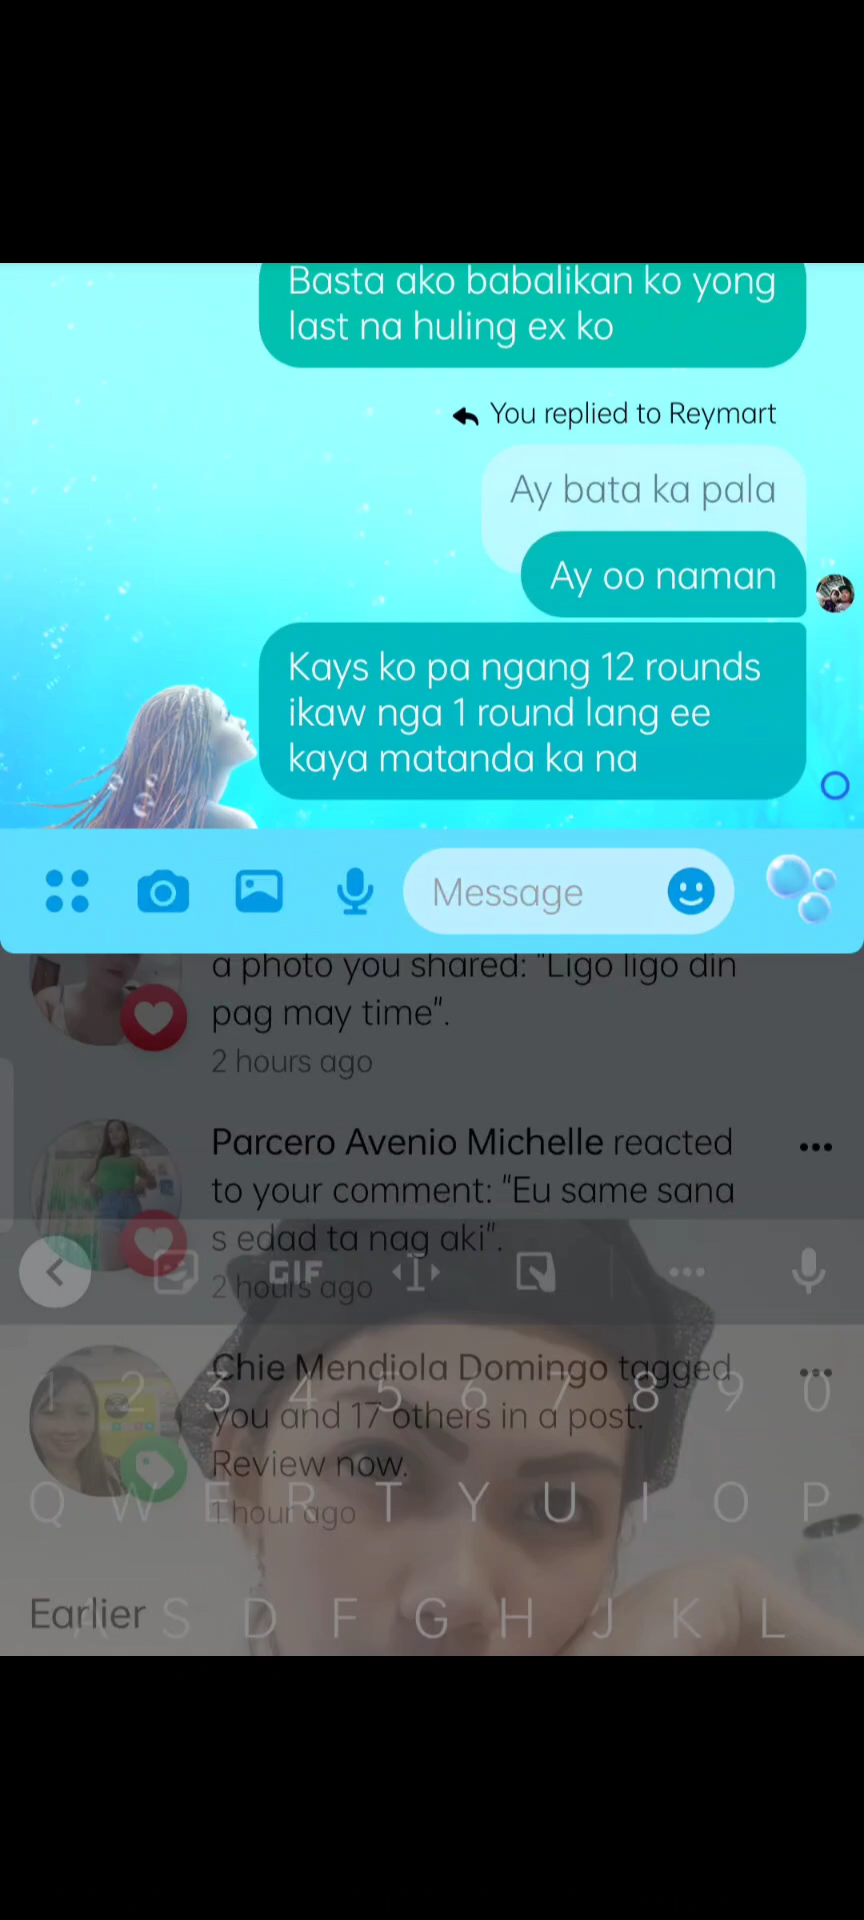 Basta ako babalikan ko yong
last na huling ex ko
You replied to Reymart
Ay bata ka pala
Ay oo naman
Kays ko pa ngang 12 rounds
ikaw nga 1 round lang ee
kaya matanda ka na
Message
a photo you shared: "Ligo ligo din
pag may time".
2 hours ago
Parcero Avenio Michelle reacted
to your comment: "Eu same sana
s edad ta nag aki".
GIF
2 hours ago
Chie Mendiola Domingo tagged
you and 17 others in a post.
Review now.
1 hour ago
1 2 3 4 5 6 7 8 9 0
Q W E R T Y U I O P
Earlier
A S D F G H J K L